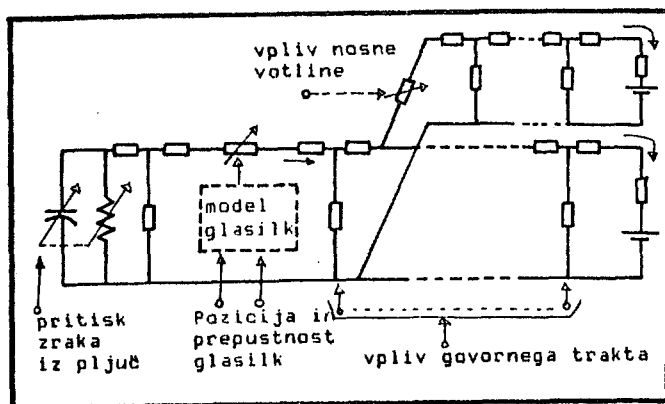 vpliv nosne
votline
model
glasilk
pritisk
zraka
iz pljuč
Pozicija in
prepustnost
glasilk
vpliv govornega trakta